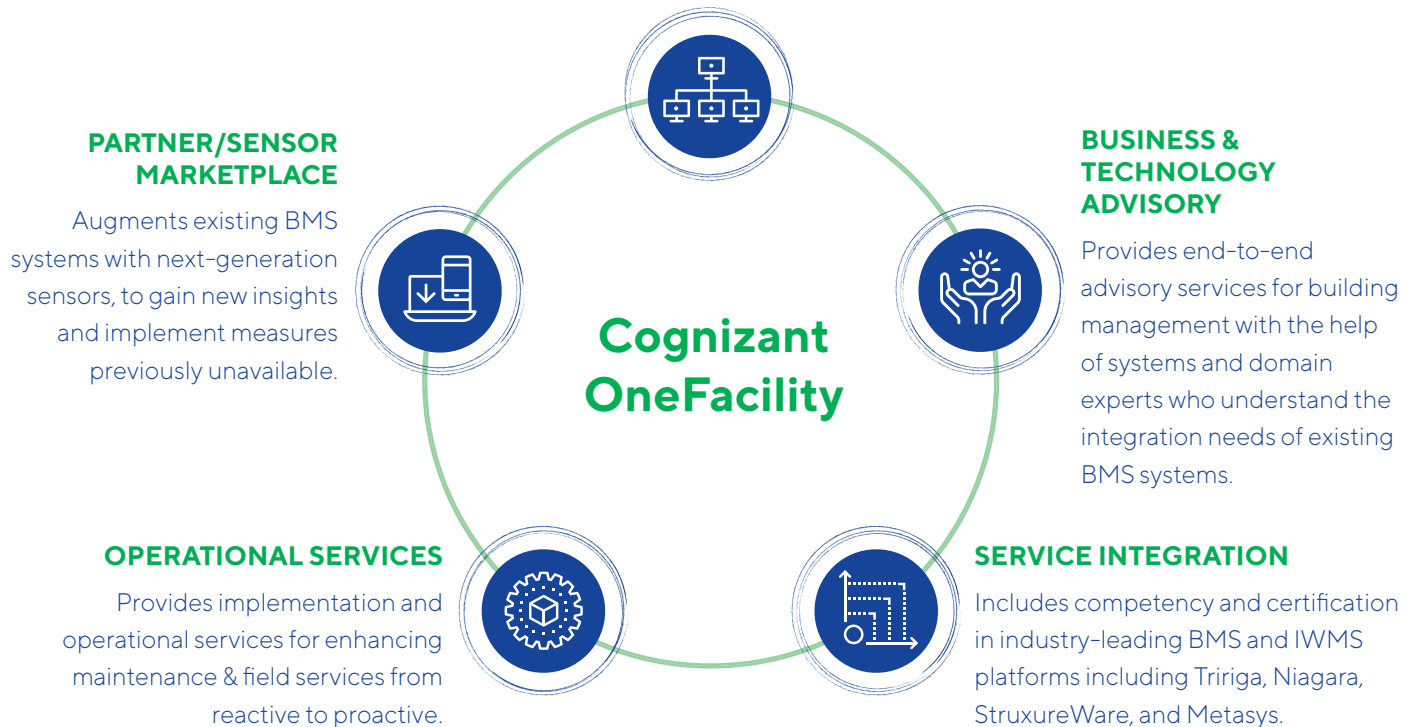 PARTNER/SENSOR
MARKETPLACE
Augments existing BMS
systems with next-generation
sensors, to gain new insights
and implement measures
previously unavailable.
BUSINESS &
TECHNOLOGY
ADVISORY
Provides end-to-end
advisory services for building
management with the help
of systems and domain
experts who understand the
integration needs of existing
BMS systems.
Cognizant
OneFacility
OPERATIONAL SERVICES
Provides implementation and
operational services for enhancing
maintenance & field services from
reactive to proactive.
SERVICE INTEGRATION
Includes competency and certification
in industry-leading BMS and IWMS
platforms including Tririga, Niagara,
StruxureWare, and Metasys.